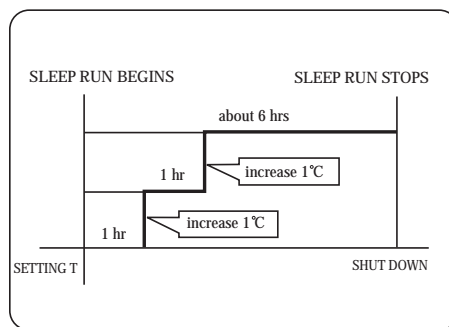 SLEEP RUN BEGINS
SLEEP RUN STOPS
about 6 hrs
1 hr
increase 1℃
1 hr
increase 1℃
SETTING T
SHUT DOWN